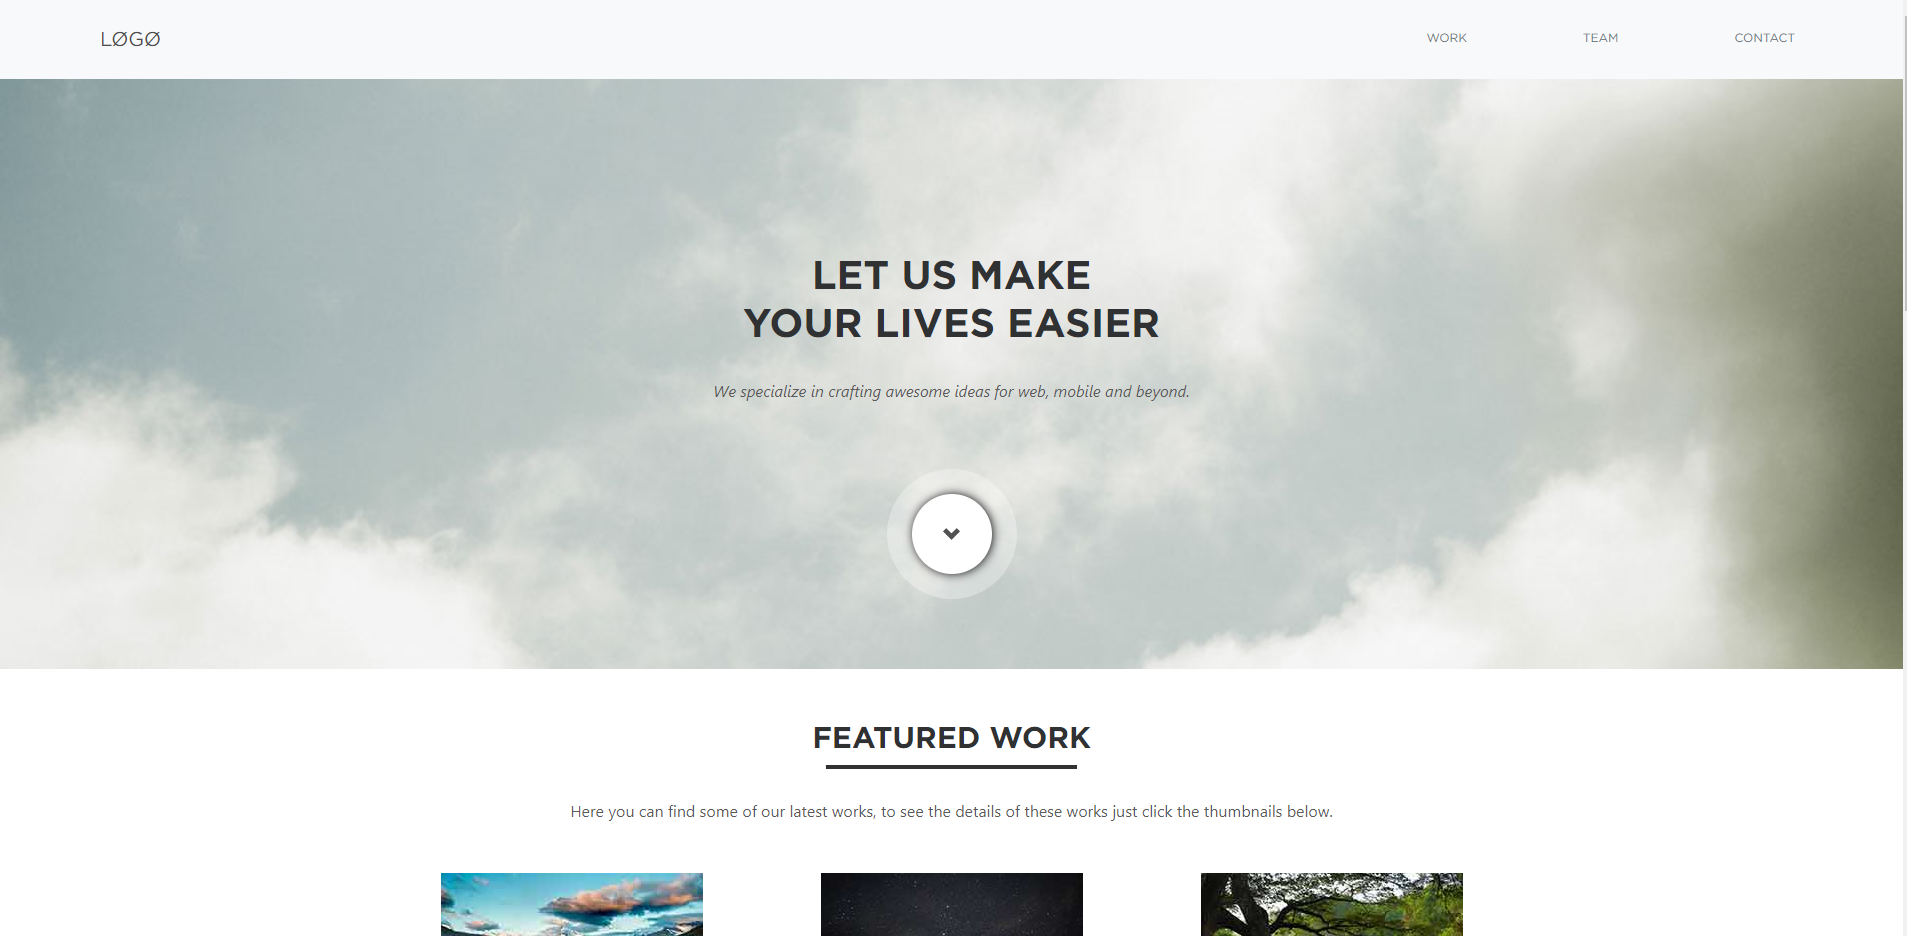 LØGØ
WORK
TEAM
CONTACT
LET US MAKE
YOUR LIVES EASIER
We specialize in crafting awesome ideas for web, mobile and beyond.
FEATURED WORK
Here you can find some of our latest works, to see the details of these works just click the thumbnails below.